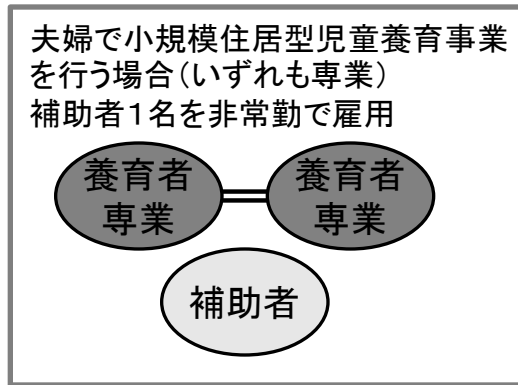 夫婦で小規模住居型児童養育事業
を行う場合(いずれも専業)
補助者1名を非常勤で雇用
養育者
専業
養育者
専業
補助者